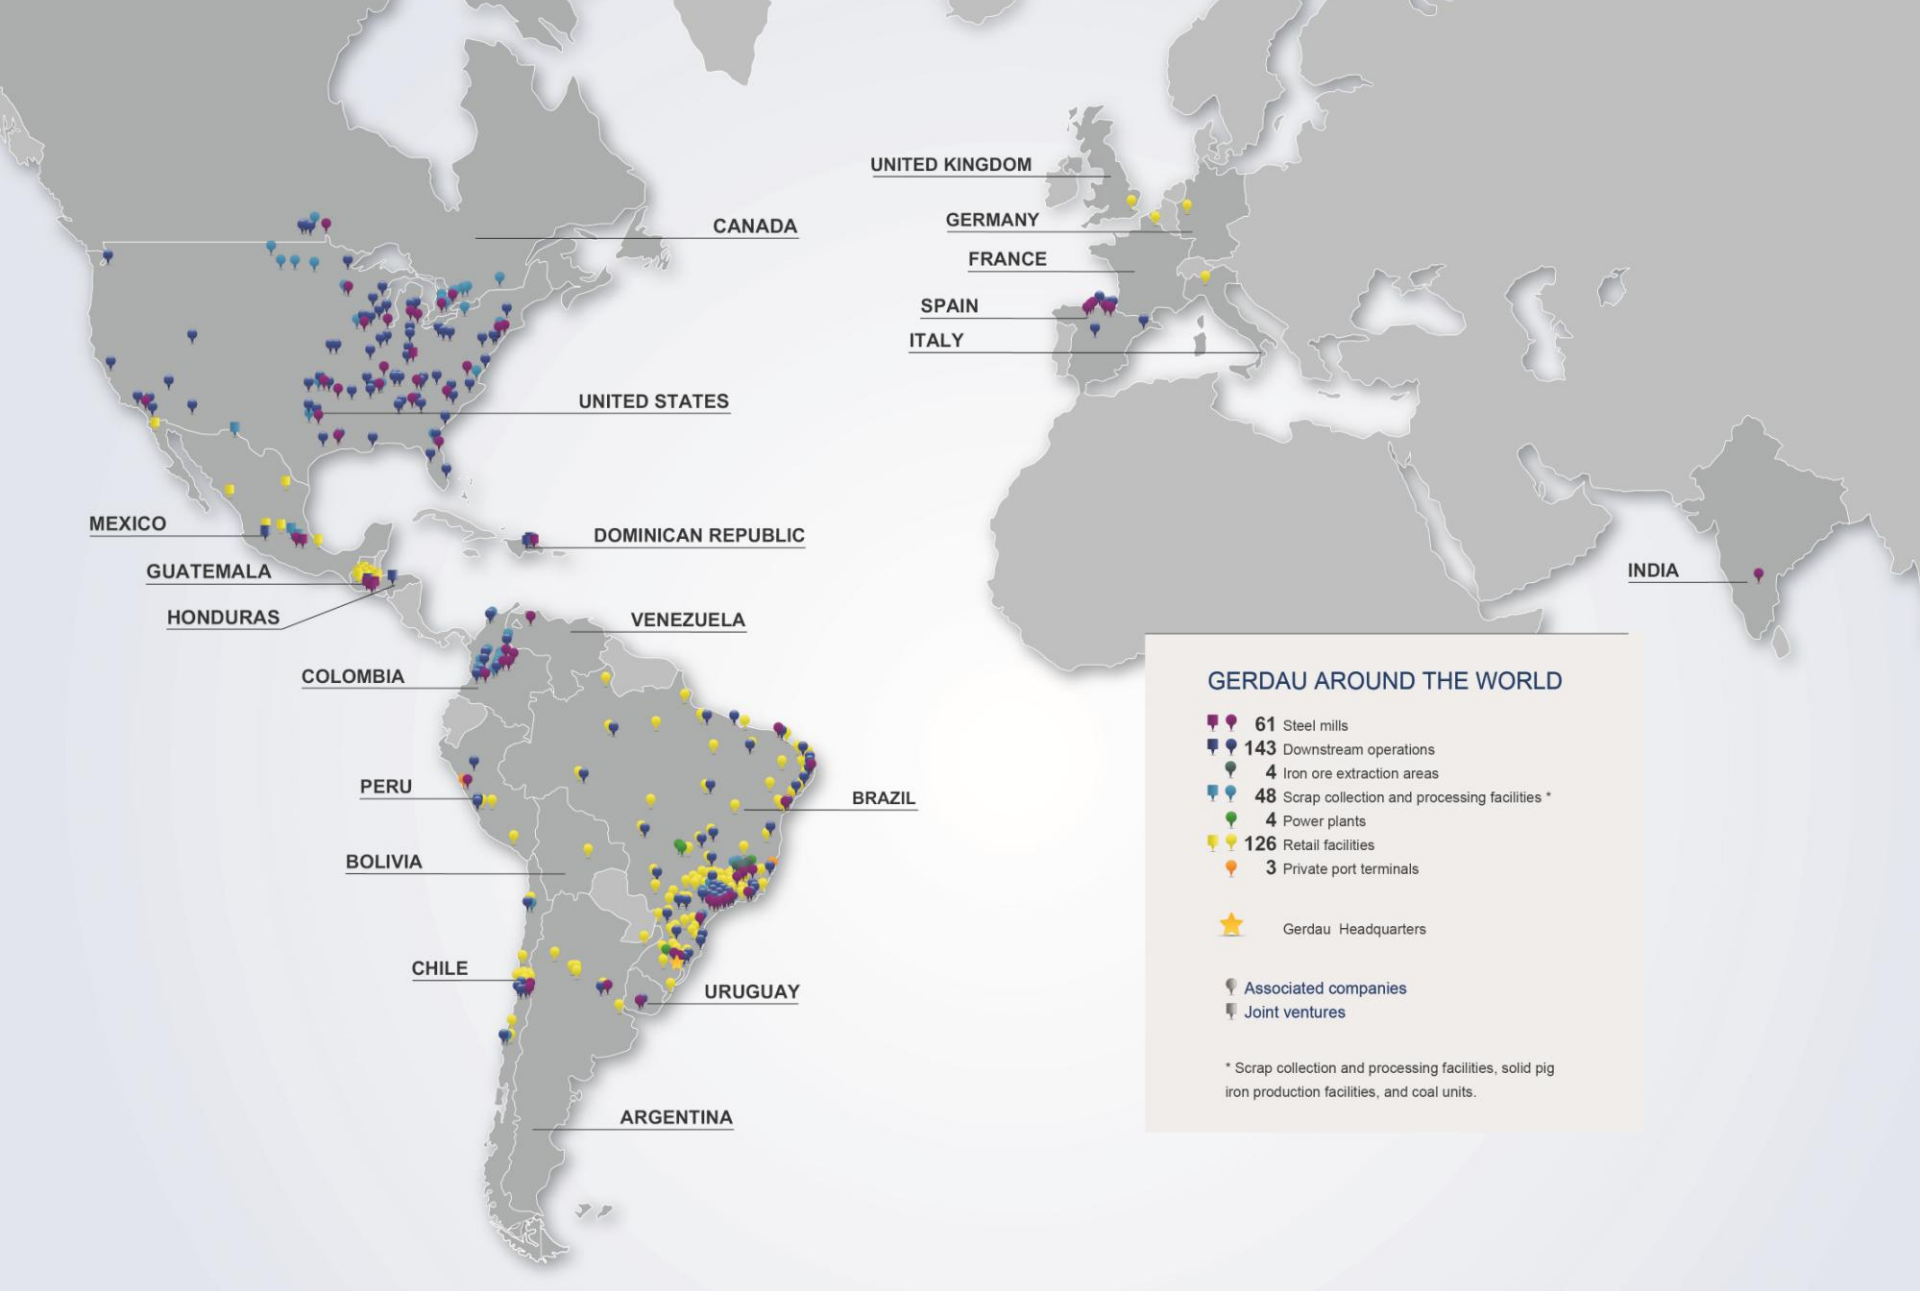 UNITED KINGDOM
CANADA
GERMANY
FRANCE
SPAIN
ITALY
UNITED STATES
MEXICO
DOMINICAN REPUBLIC
GUATEMALA
INDIA
HONDURAS
VENEZUELA
COLOMBIA
PERU
BRAZIL
BOLIVIA
CHILE
URUGUAY
ARGENTINA
GERDAU AROUND THE WORLD
61 Steel mills
143 Downstream operations
4 Iron ore extraction areas
48 Scrap collection and processing facilities *
4 Power plants
126 Retail facilities
3 Private port terminals
Gerdau Headquarters
Associated companies
Joint ventures
* Scrap collection and processing facilities, solid pig
iron production facilities, and coal units.